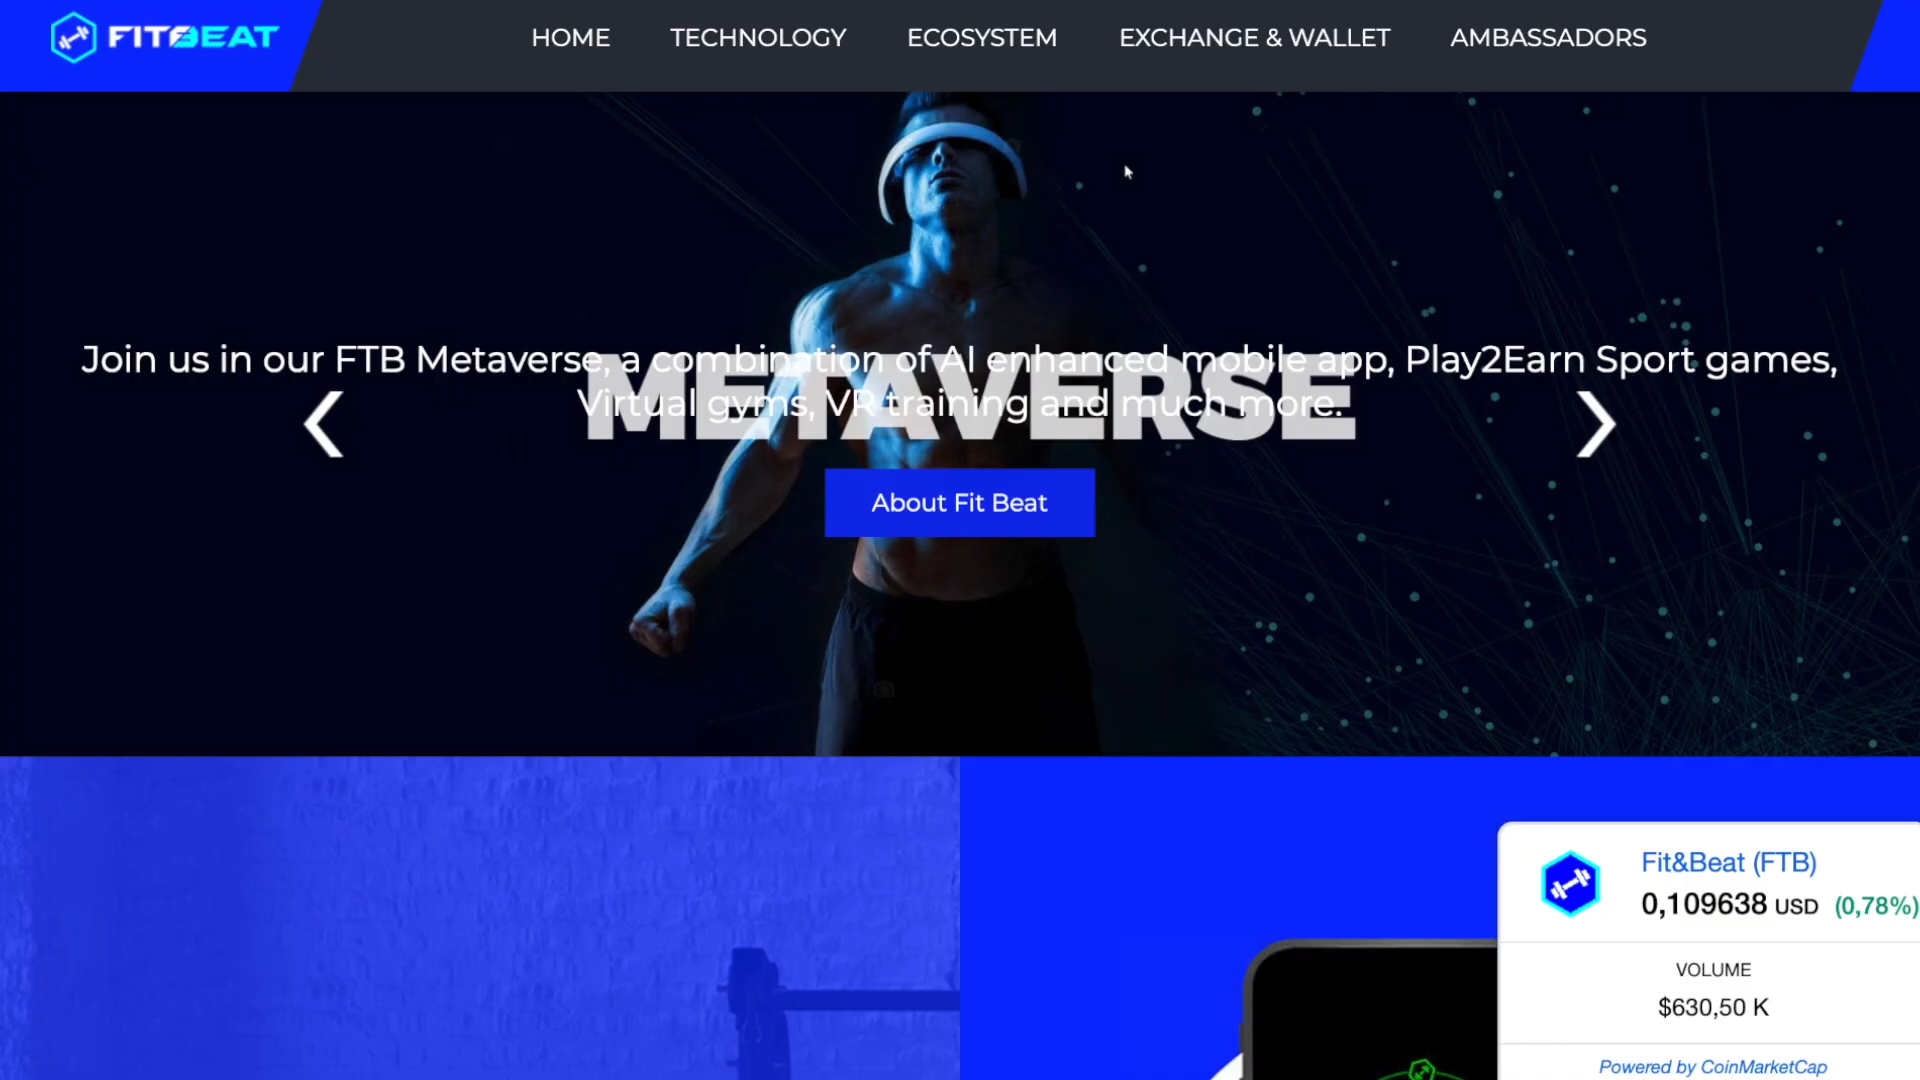 FIT&BEAT
HOME
TECHNOLOGY
ECOSYSTEM
EXCHANGE & WALLET
AMBASSADORS
METAVERSE
Join us in our FTB Metaverse, a combination of AI enhanced mobile app, Play2Earn Sport games,
Virtual gyms, VR training and much more.
About Fit Beat
Fit&Beat (FTB)
0,109638 USD (0,78%)
VOLUME
$630,50 K
Powered by CoinMarketCap